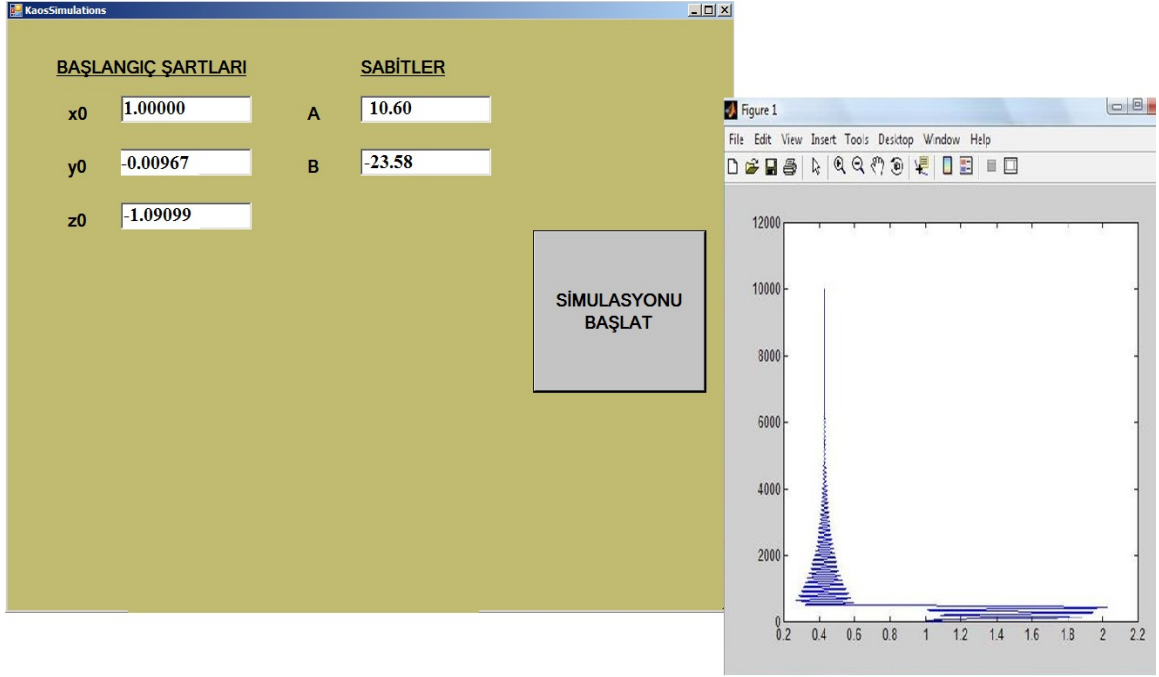 KaosSimulations
BAŞLANGIÇ ŞARTLARI
SABİTLER
x0 1.00000 A 10.60
y0 -0.00967 B -23.58
z0 -1.09099
SİMULASYONU
BAŞLAT
Figure 1
File Edit View Insert Tools Desktop Window Help
12000
10000
8000
6000
4000
2000
0
0.2 0.4 0.6 0.8 1 1.2 1.4 1.6 1.8 2 2.2